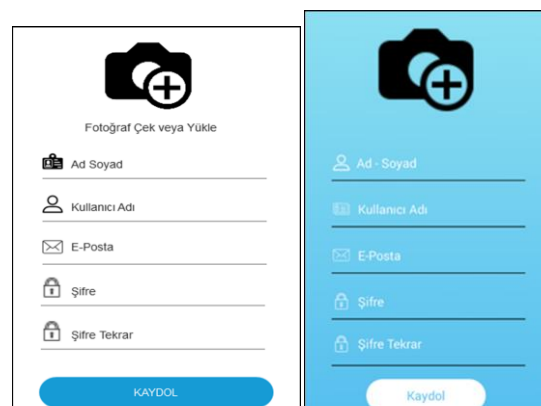 Fotoğraf Çek veya Yükle
Ad Soyad
Kullanıcı Adı
E-Posta
Şifre
Şifre Tekrar
KAYDOL
Ad - Soyad
Kullanıcı Adı
E-Posta
Şifre
Şifre Tekrar
Kaydol